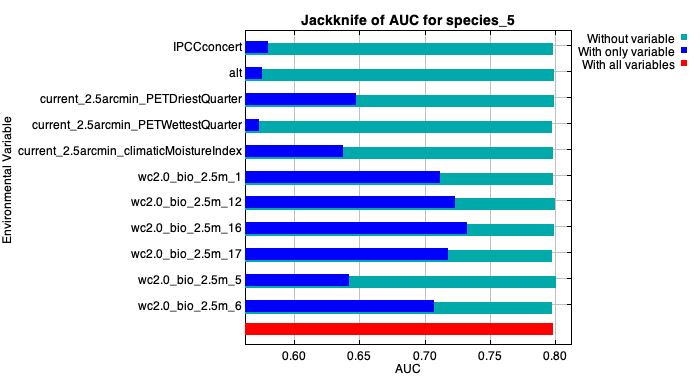 Jackknife of AUC for species_5
Without variable
With only variable
With all variables
Environmental Variable
IPCCconcert
alt
current_2.5arcmin_PETDriestQuarter
current_2.5arcmin_PETWettestQuarter
current_2.5arcmin_climaticMoistureIndex
wc2.0_bio_2.5m_1
wc2.0_bio_2.5m_12
wc2.0_bio_2.5m_16
wc2.0_bio_2.5m_17
wc2.0_bio_2.5m_5
wc2.0_bio_2.5m_6
0.60 0.65 0.70 0.75 0.80
AUC